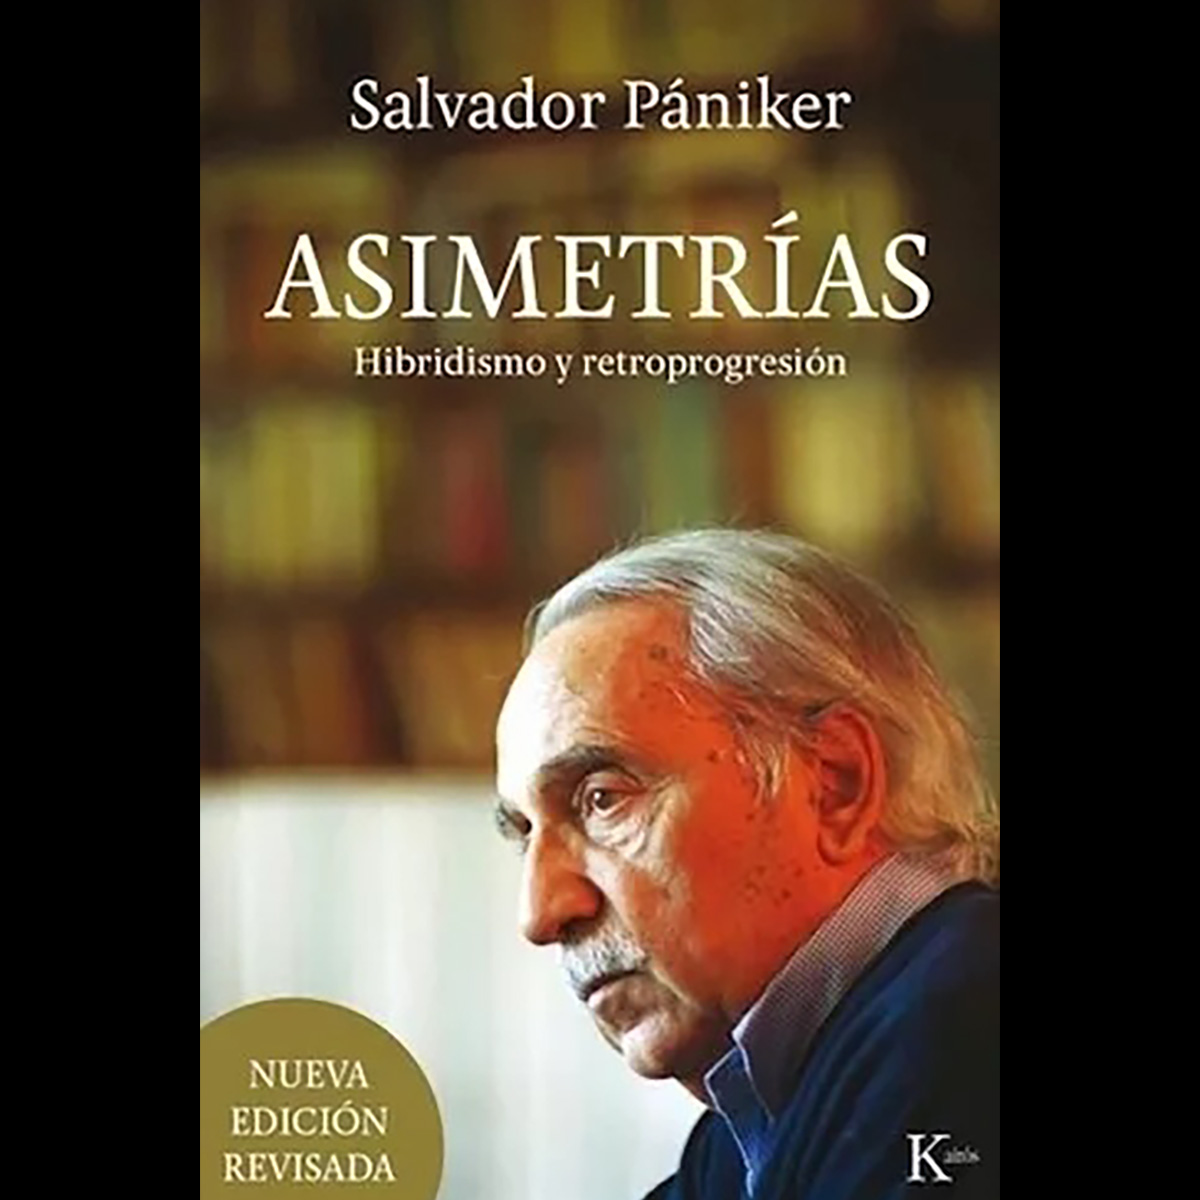 Salvador Pániker
ASIMETRÍAS
Hibridismo y retroprogresión
NUEVA
EDICIÓN
REVISADA
Kairós